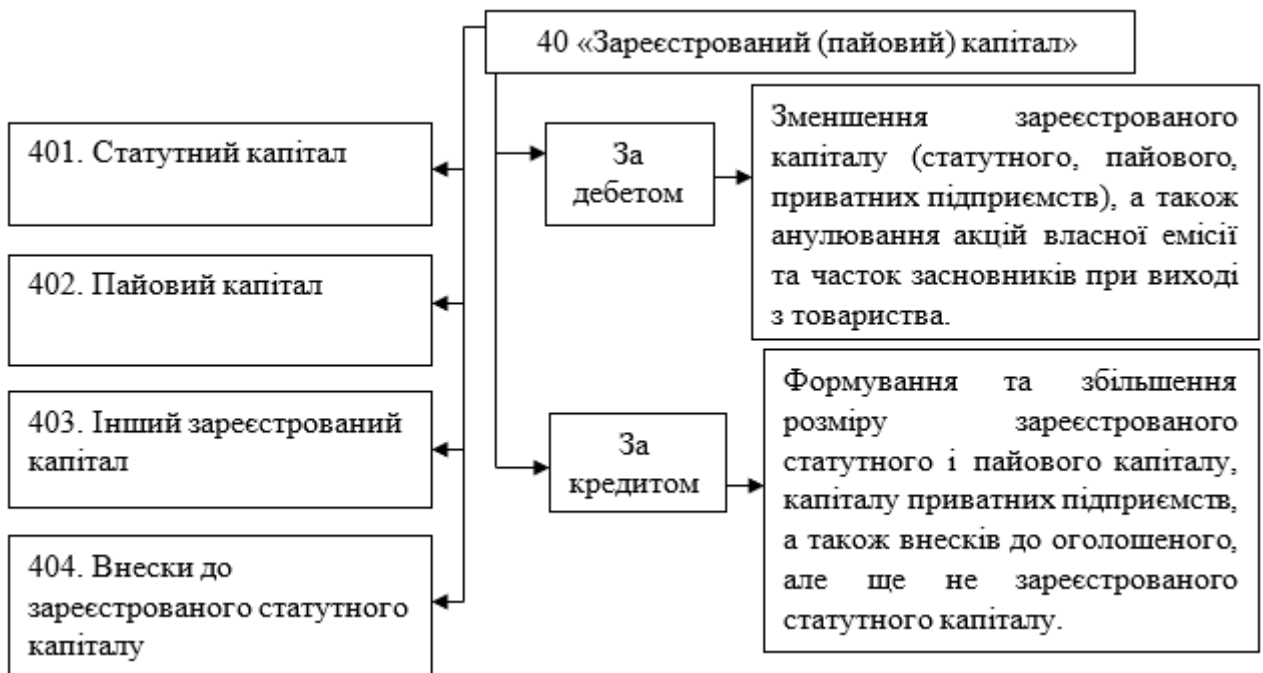 40 «Зареєстрований (пайовий) капітал»
401. Статутний капітал
402. Пайовий капітал
403. Інший зареєстрований
капітал
404. Внески до
зареєстрованого статутного
капіталу
За
дебетом
Зменшення зареєстрованого
капіталу (статутного, пайового,
приватних підприємств), а також
анулювання акцій власної емісії
та часток засновників при виході
з товариства.
За
кредитом
Формування та збільшення
розміру зареєстрованого
статутного і пайового капіталу,
капіталу приватних підприємств,
а також внесків до оголошеного,
але ще не зареєстрованого
статутного капіталу.